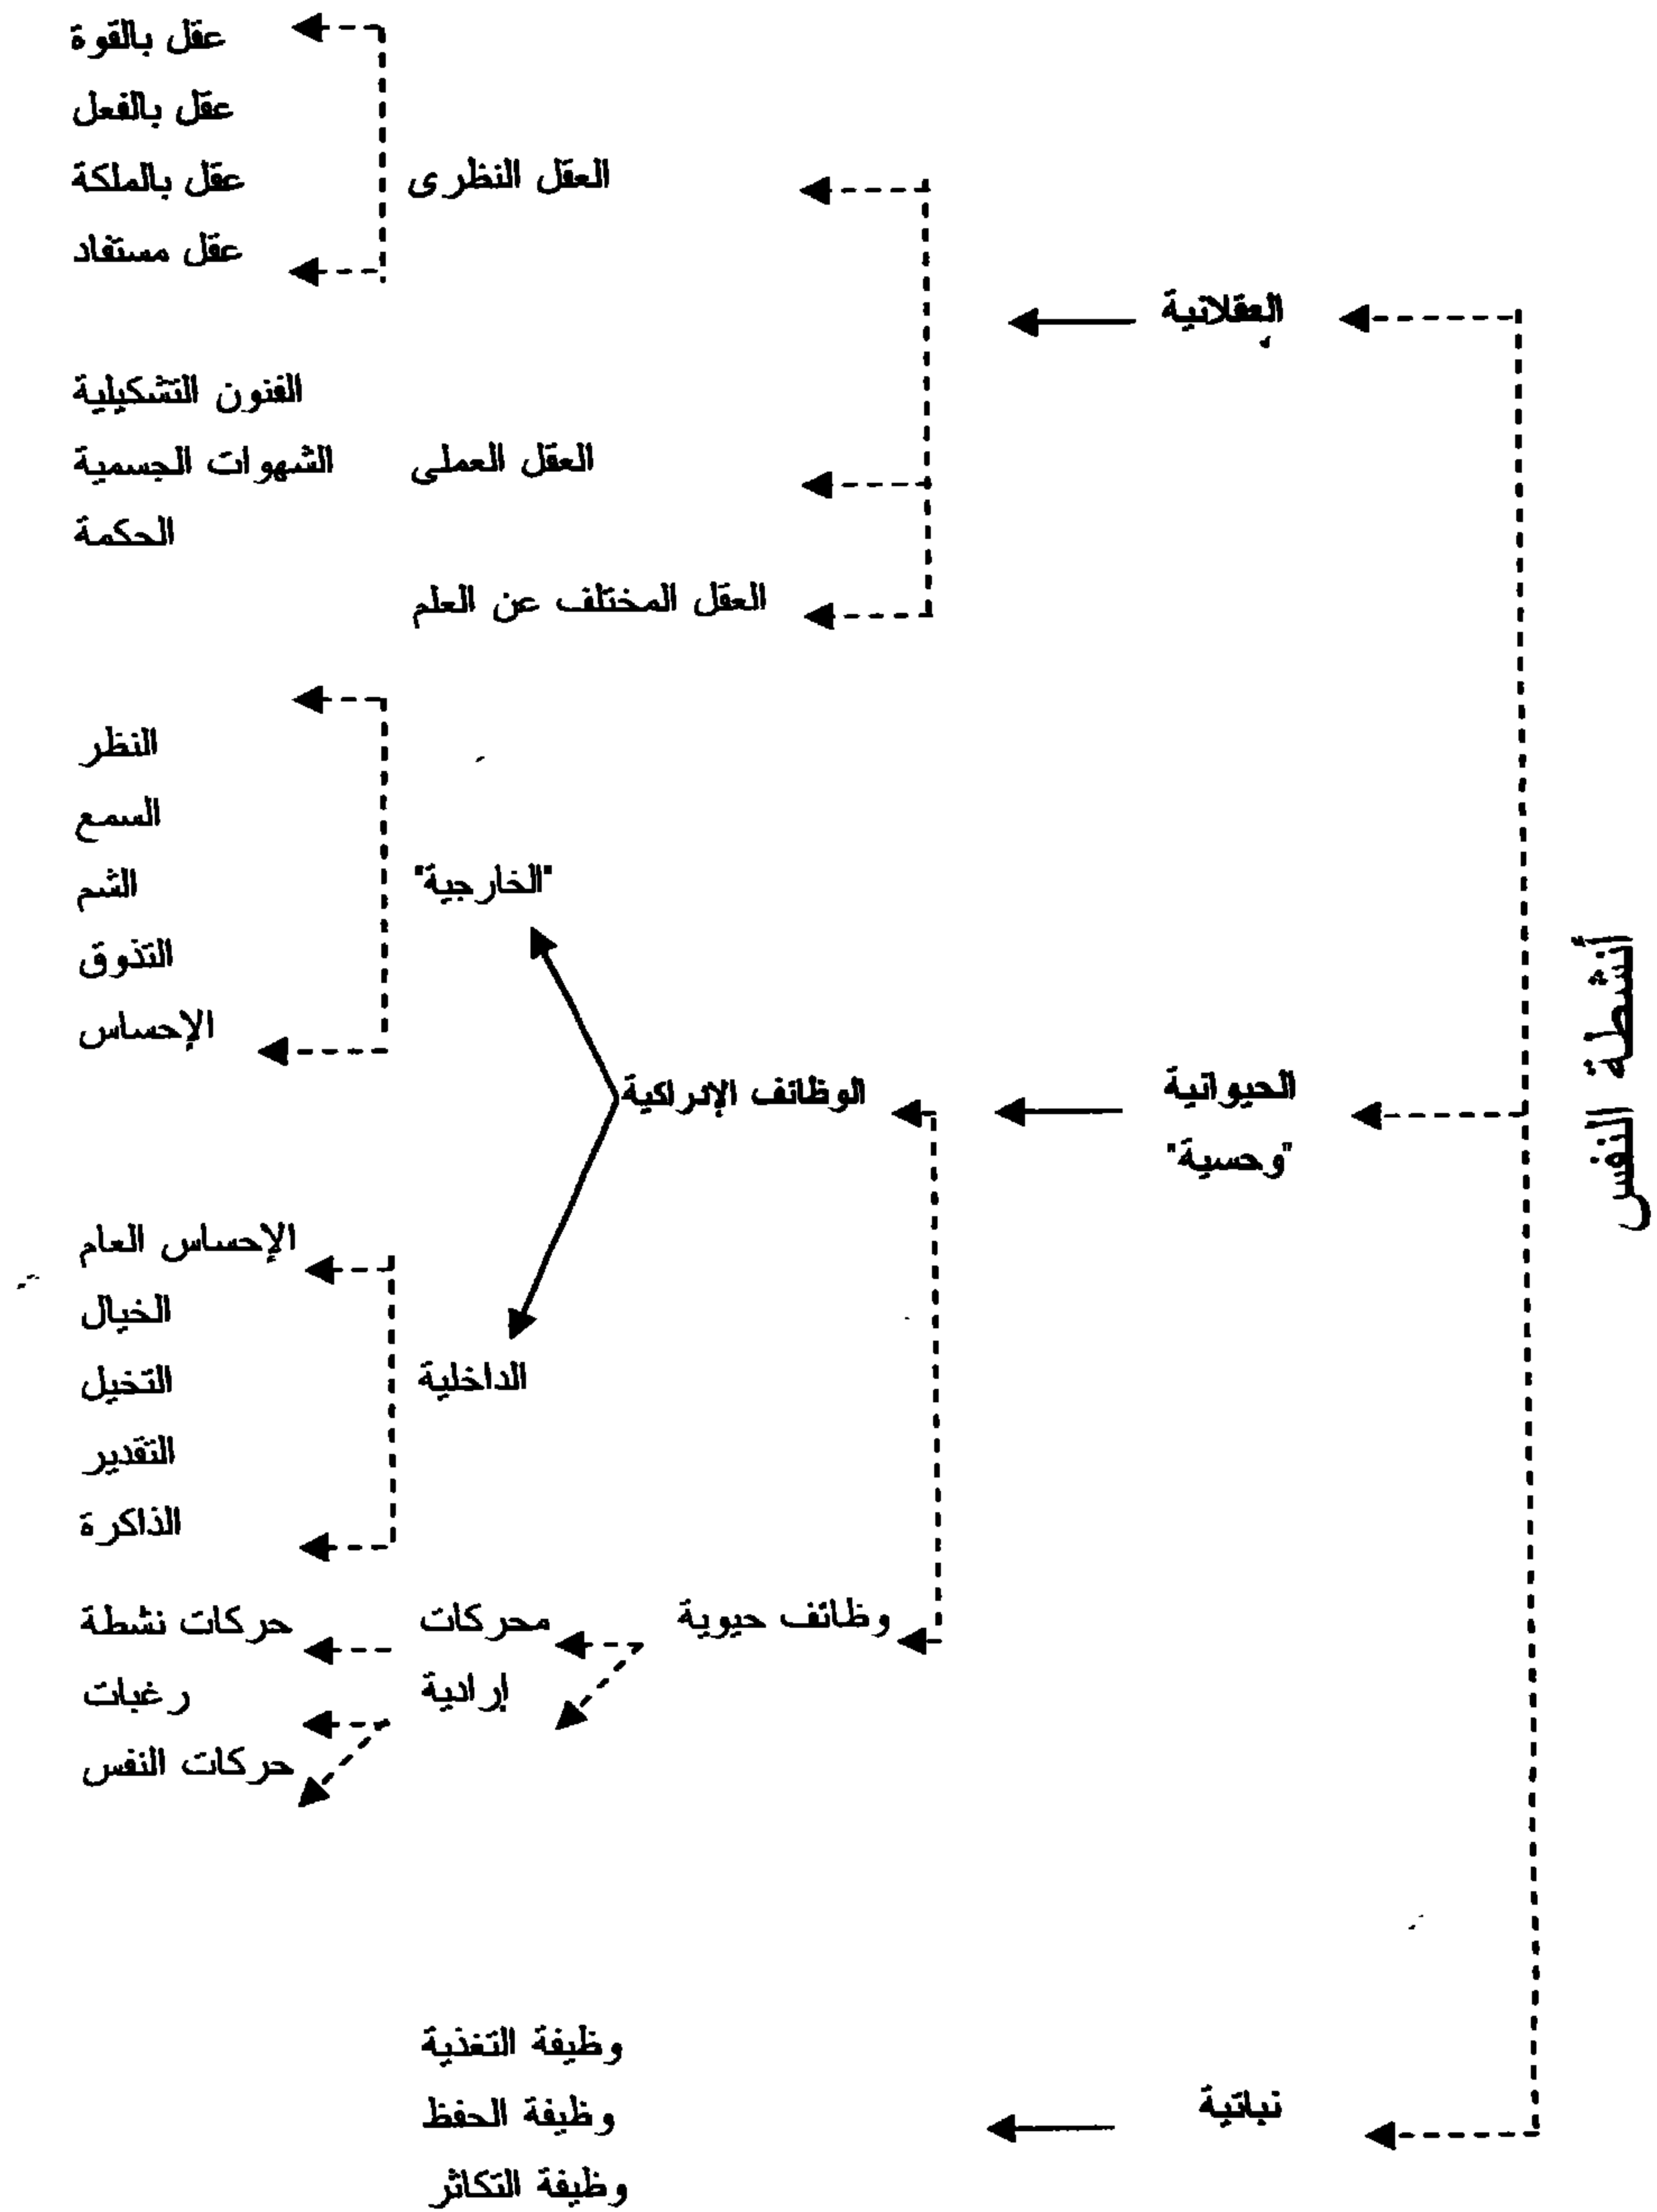 أنشطة النفس
العقلانية
العقل النظرى
عقل بالقوة
عقل بالفعل
عقل بالملكة
عقل مستفاد
العقل العملى
الفنون التشكيلية
الشهوات الجسمية
الحكمة
العقل المختلف عن العلم
الحيوانية
"وحسية"
الوظائف الإدراكية
"الخارجية"
النظر
السمع
الشم
التذوق
الإحساس
الداخلية
الإحساس العام
الخيال
التخيل
التقدير
الذاكرة
وظائف حيوية
محركات
إرادية
حركات نشطة
رغبات
حركات النفس
نباتية
وظيفة التغذية
وظيفة الحفظ
وظيفة التكاثر